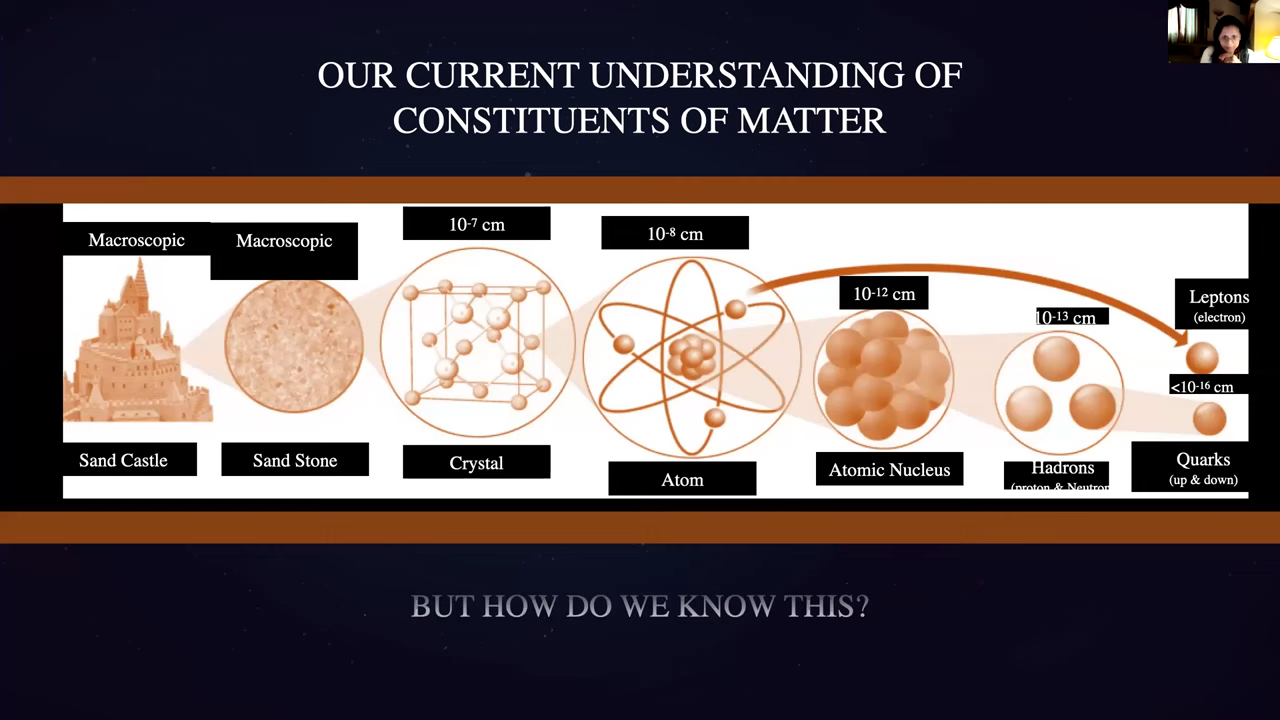 OUR CURRENT UNDERSTANDING OF
CONSTITUENTS OF MATTER
Macroscopic
Macroscopic
10-7 cm
10-8 cm
10-12 cm
10-13 cm
Leptons
(electron)
<10-16 cm
Sand Castle
Sand Stone
Crystal
Atom
Atomic Nucleus
Hadrons
(proton & Neutron
Quarks
(up & down)
BUT HOW DO WE KNOW THIS?